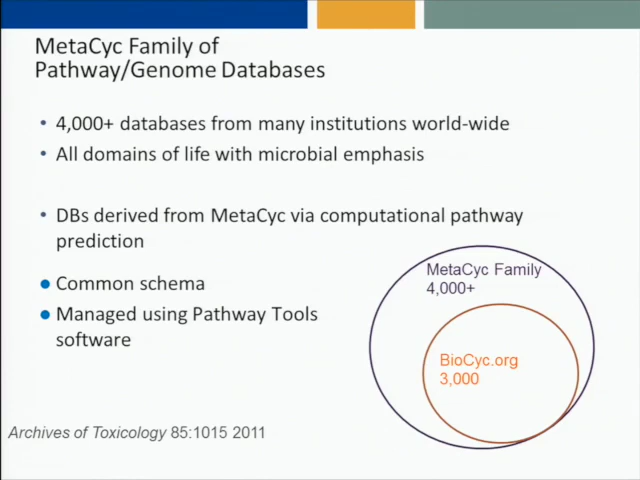 MetaCyc Family of
Pathway/Genome Databases
• 4,000+ databases from many institutions world-wide
• All domains of life with microbial emphasis
• DBs derived from MetaCyc via computational pathway
prediction
• Common schema
• Managed using Pathway Tools
software
MetaCyc Family
4,000+
BioCyc.org
3,000
Archives of Toxicology 85:1015 2011